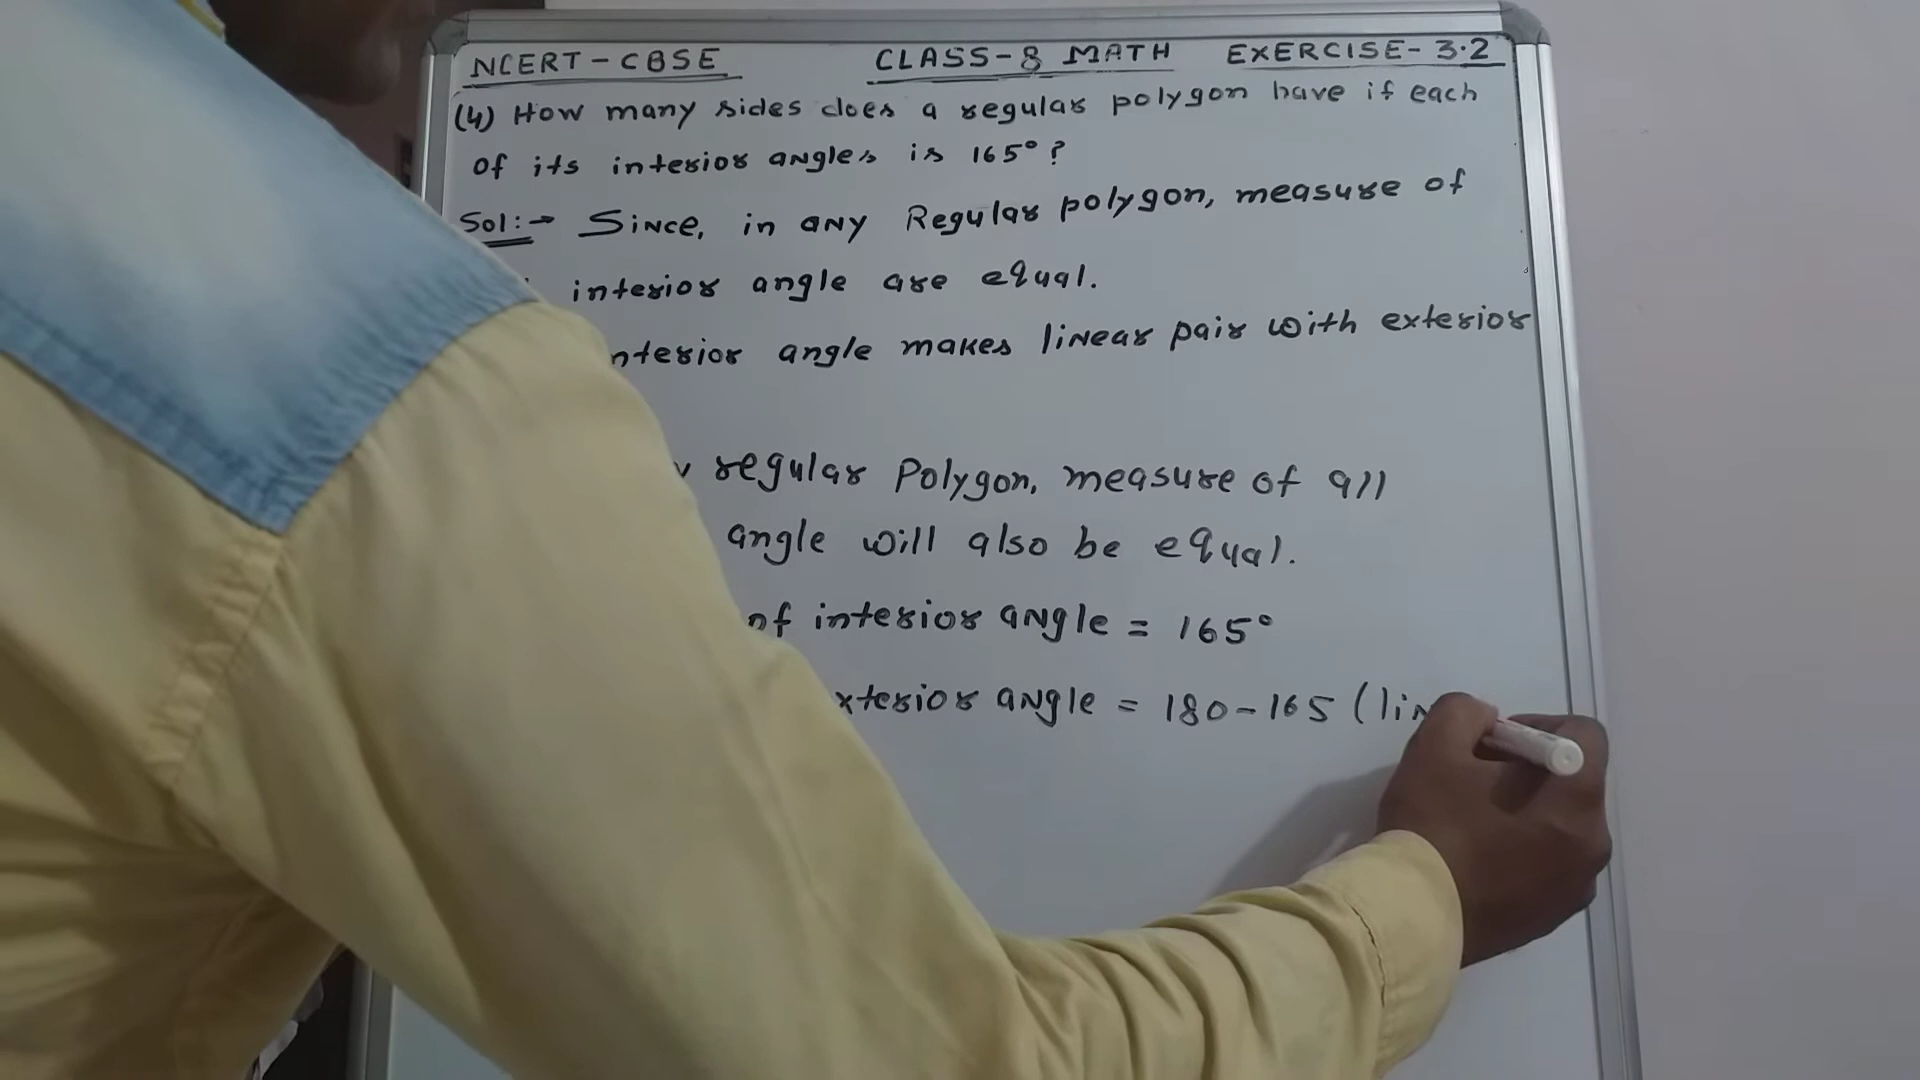 NCERT-CBSE CLASS-8 MATH EXERCISE-3.2
(4) How many sides does a regular polygon have if each
of its interior angles is 165°?
Sol:→ Since, in any Regular polygon, measure of
interior angle are equal.
angle makes linear pair with exterior
regular Polygon, measure of all
angle will also be equal.
of interior angle = 165°
angle = 180-165 (